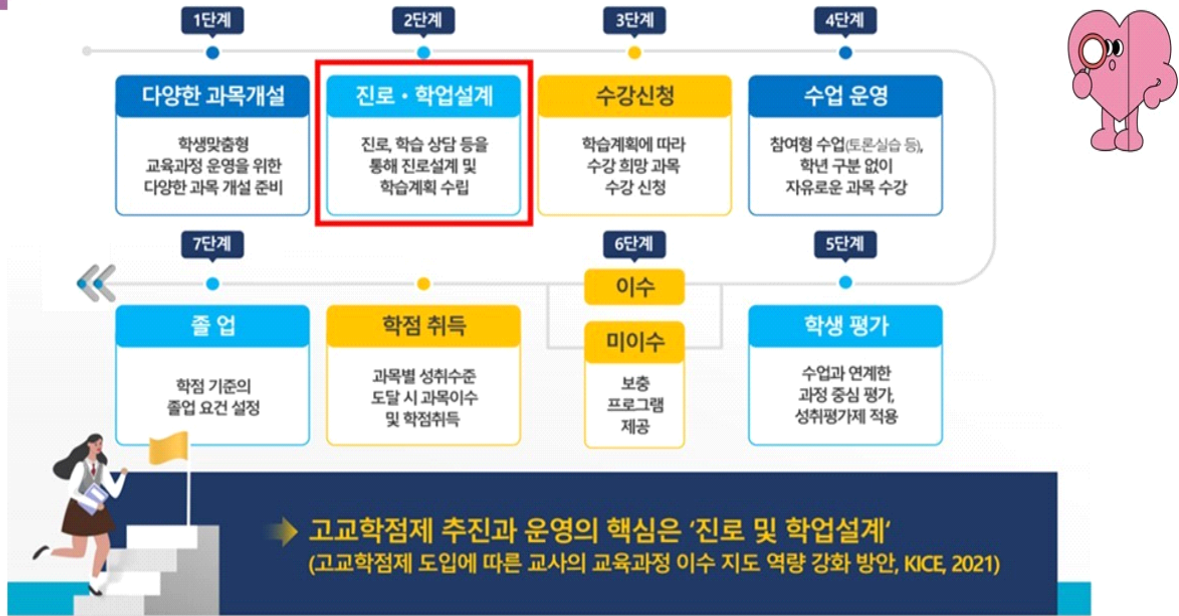 1단계
다양한 과목개설
학생맞춤형
교육과정 운영을 위한
다양한 과목 개설 준비
2단계
진로・학업설계
진로, 학습 상담 등을
통해 진로설계 및
학습계획 수립
3단계
수강신청
학습계획에 따라
수강 희망 과목
수강 신청
4단계
수업 운영
참여형 수업(토론·실습 등),
학년 구분 없이
자유로운 과목 수강
5단계
학생 평가
수업과 연계한
과정 중심 평가,
성취평가제 적용
6단계
이수
미이수
보충
프로그램
제공
학점 취득
과목별 성취수준
도달 시 과목이수
및 학점취득
7단계
졸 업
학점 기준의
졸업 요건 설정
고교학점제 추진과 운영의 핵심은 ‘진로 및 학업설계‘
(고교학점제 도입에 따른 교사의 교육과정 이수 지도 역량 강화 방안, KICE, 2021)